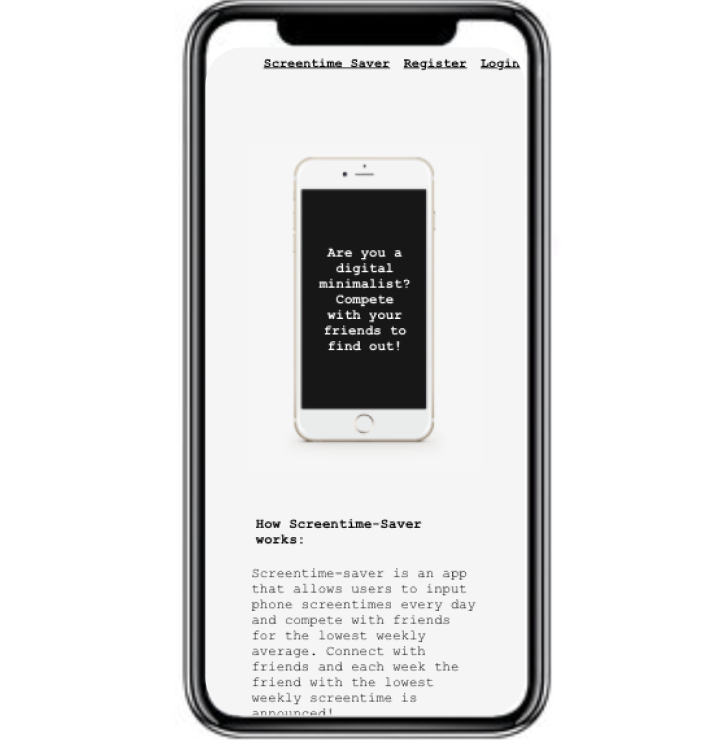 Screentime Saver Register Login
Are you a
digital
minimalist?
Compete
with your
friends to
find out!
How Screentime-Saver
works:
Screentime-saver is an app
that allows users to input
phone screentimes every day
and compete with friends
for the lowest weekly
average. Connect with
friends and each week the
friend with the lowest
weekly screentime is
announced!